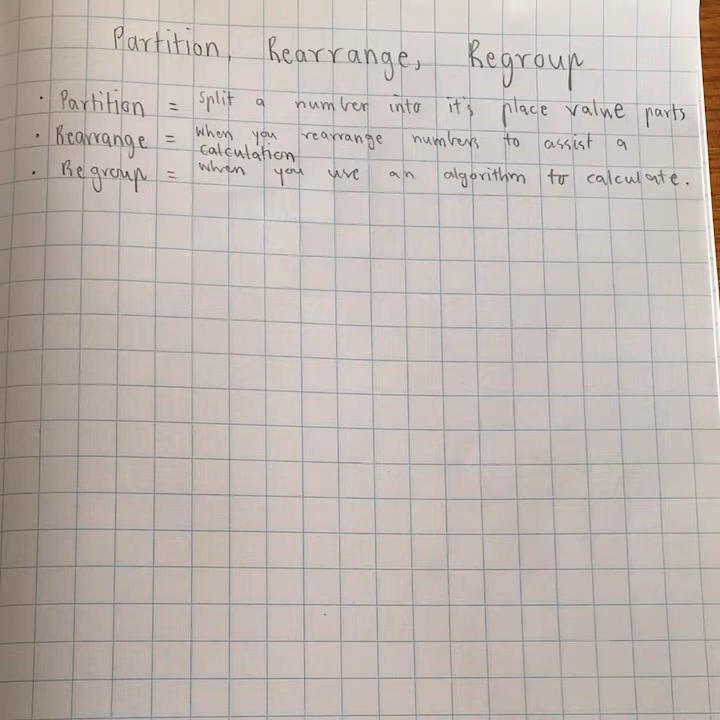 Partition, Rearrange, Regroup
· Partition = split a number into it's place value parts
· Rearrange = when you rearrange numbers to assist a
calculation
· Regroup = when you use an algorithm to calculate.